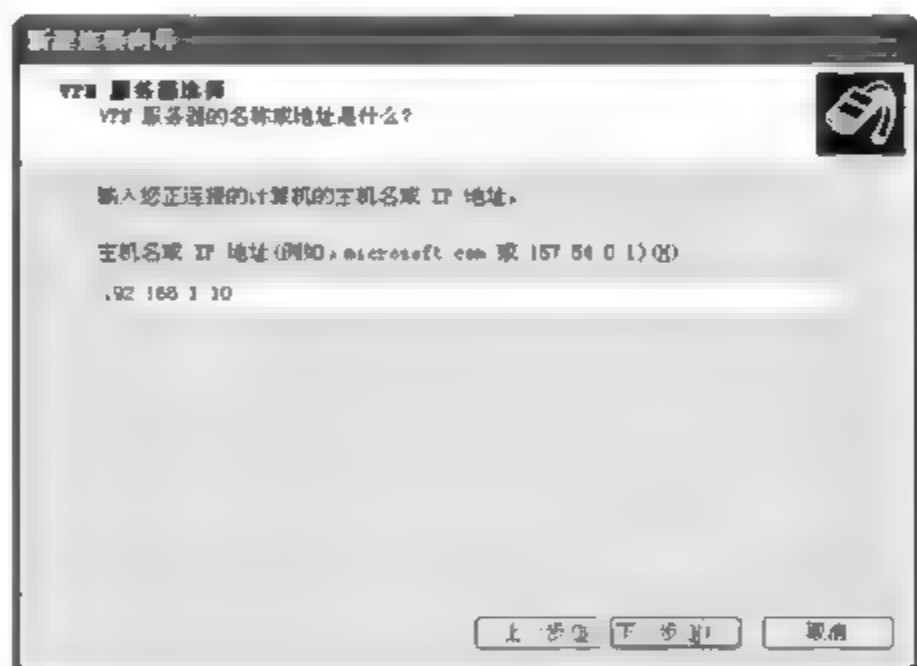 新建连接向导
VPN 服务器选择
VPN 服务器的名称或地址是什么?
输入您正连接的计算机的主机名或 IP 地址。
主机名或 IP 地址(例如,microsoft com 或 157 54 0 1)(H)
.92 168 1 10
上 步(B)
下 步(N)
取消